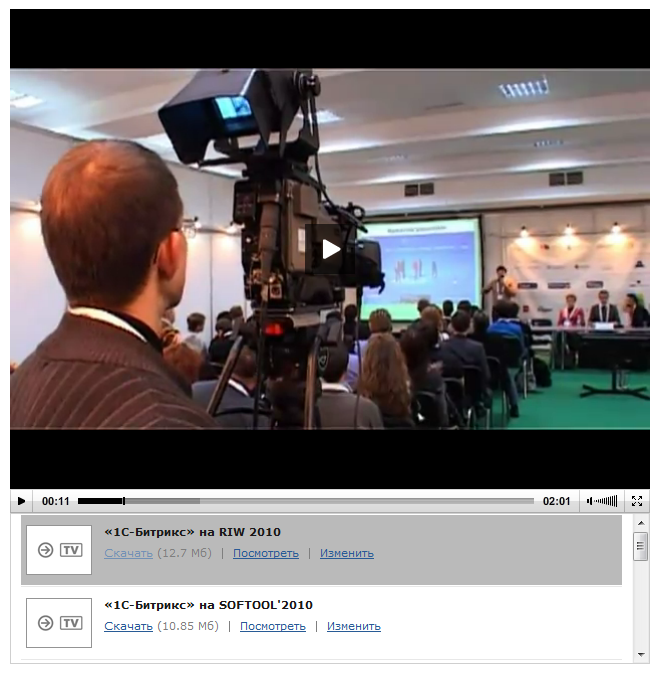 00:11
02:01
«1С-Битрикс» на RIW 2010
Скачать (12.7 Мб) | Посмотреть | Изменить
TV
«1С-Битрикс» на SOFTOOL'2010
Скачать (10.85 Мб) | Посмотреть | Изменить
TV